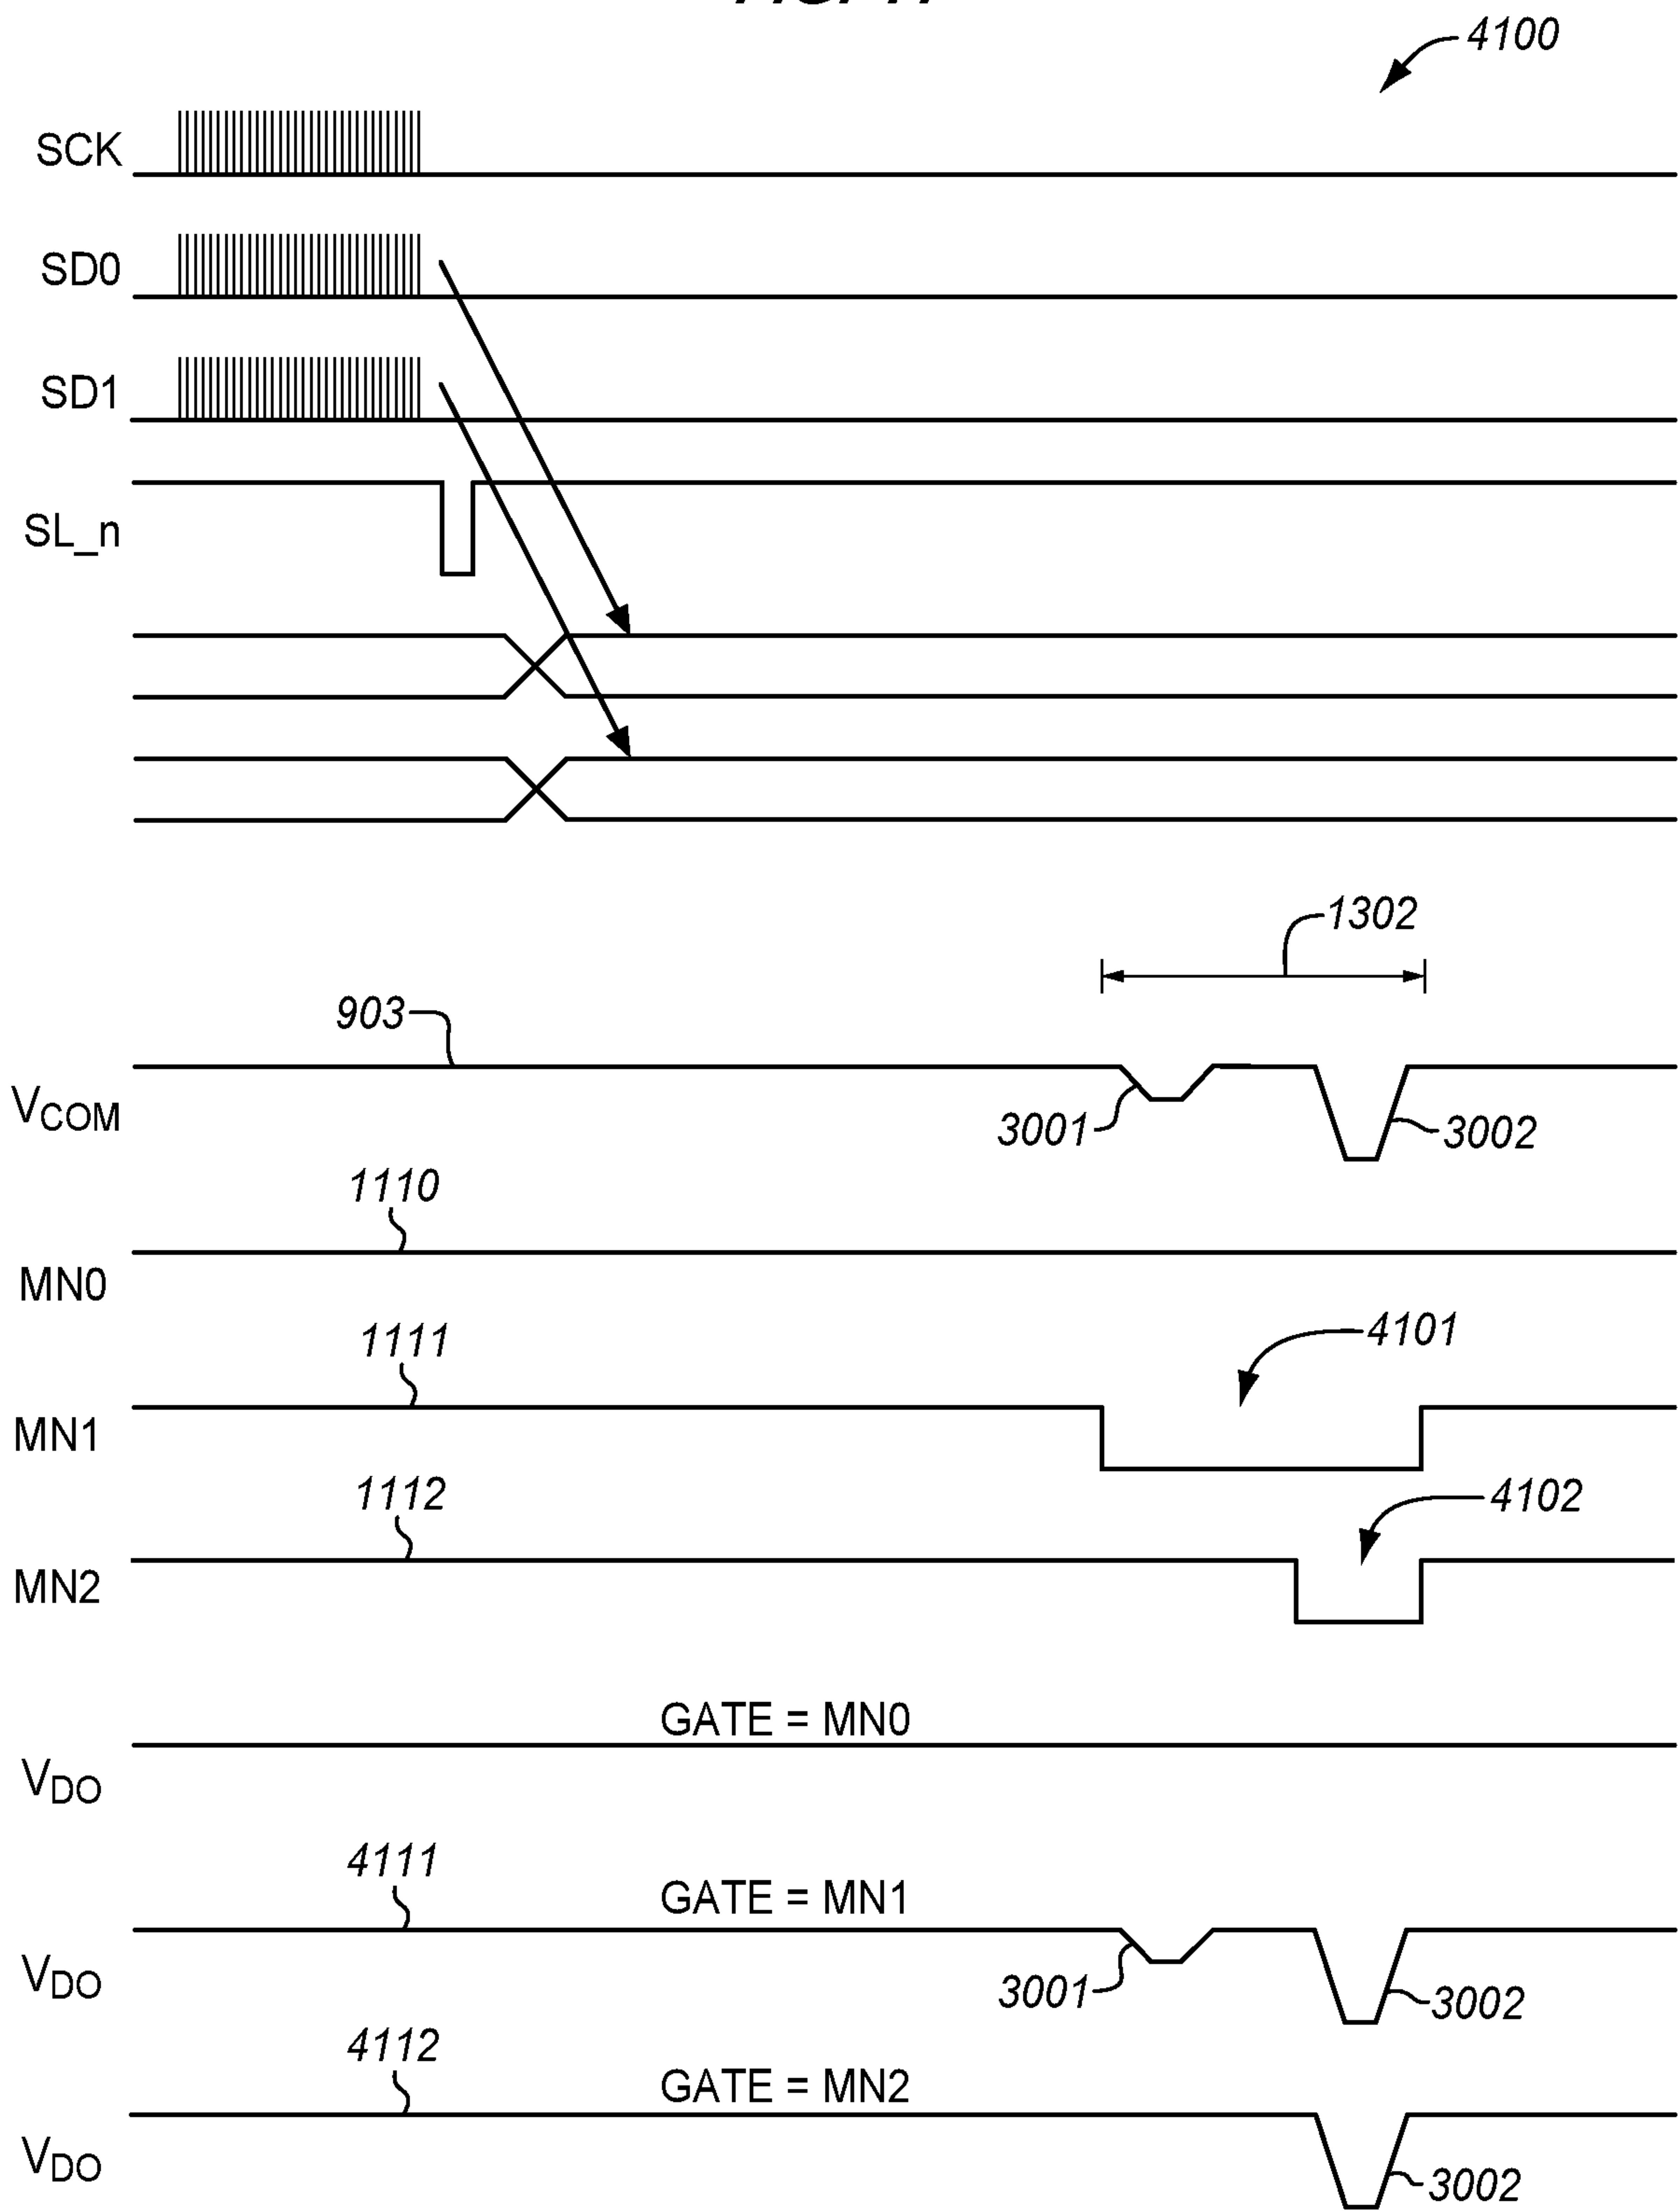 4100
SCK
SD0
SD1
SL_n
1302
903
VCOM
3001
3002
1110
MN0
4101
1111
MN1
4102
1112
MN2
GATE = MN0
VDO
4111
GATE = MN1
VDO
3001
3002
4112
GATE = MN2
VDO
3002